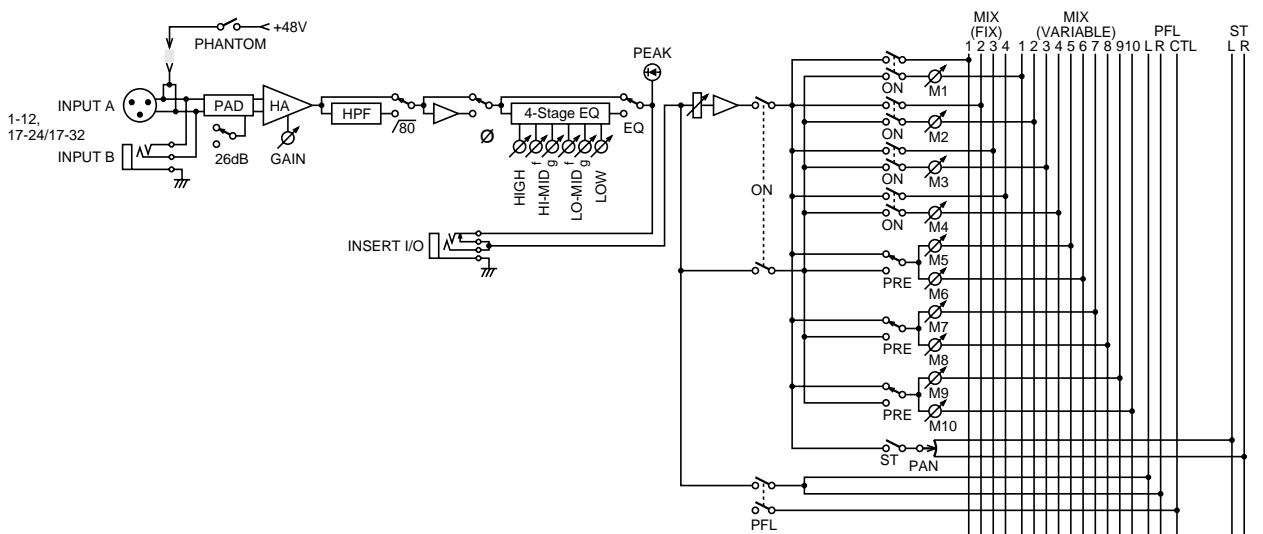 MIX MIX
(FIX) (VARIABLE) PFL ST
1 2 3 4 1 2 3 4 5 6 7 8 9 10 L R CTL L R
+48V
PHANTOM
PEAK
INPUT A
PAD
HA
HPF
4-Stage EQ
1-12,
17-24/17-32
80
EQ
Ø
INPUT B
26dB
GAIN
HIGH
f
HI-MID
g
f
LO-MID
g
LOW
INSERT I/O
ON
ON
M1
ON
M2
ON
M3
ON
M4
M5
PRE
M6
M7
PRE
M8
M9
PRE
M10
ST
PAN
PFL